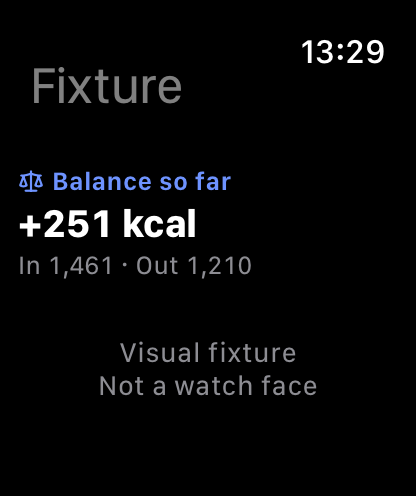 13:29
Fixture
Balance so far
+251 kcal
In 1,461 · Out 1,210
Visual fixture
Not a watch face